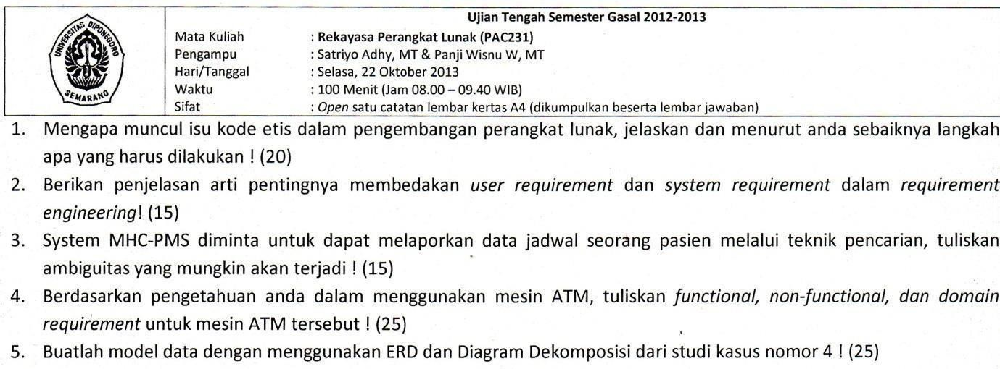 Ujian Tengah Semester Gasal 2012-2013
UNIVERSITAS DIPONEGORO
SEMARANG
Mata Kuliah : Rekayasa Perangkat Lunak (PAC231)
Pengampu : Satriyo Adhy, MT & Panji Wisnu W, MT
Hari/Tanggal : Selasa, 22 Oktober 2013
Waktu : 100 Menit (Jam 08.00 – 09.40 WIB)
Sifat : Open satu catatan lembar kertas A4 (dikumpulkan beserta lembar jawaban)
1. Mengapa muncul isu kode etis dalam pengembangan perangkat lunak, jelaskan dan menurut anda sebaiknya langkah
apa yang harus dilakukan ! (20)
2. Berikan penjelasan arti pentingnya membedakan user requirement dan system requirement dalam requirement
engineering! (15)
3. System MHC-PMS diminta untuk dapat melaporkan data jadwal seorang pasien melalui teknik pencarian, tuliskan
ambiguitas yang mungkin akan terjadi ! (15)
4. Berdasarkan pengetahuan anda dalam menggunakan mesin ATM, tuliskan functional, non-functional, dan domain
requirement untuk mesin ATM tersebut ! (25)
5. Buatlah model data dengan menggunakan ERD dan Diagram Dekomposisi dari studi kasus nomor 4 ! (25)